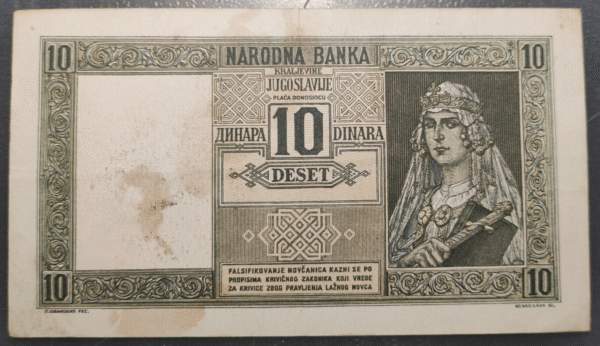 10 NARODNA BANKA 10
KRALJEVINE
JUGOSLAVIJE
PLAĆA DONOSIOCU
ДИНАРА 10 DINARA
DESET
FALSIFIKOVANJE NOVČANICA KAZNI SE PO
PROPISIMA KRIVIČNOG ZAKONIKA KOJI VREDE
ZA KRIVICE ZBOG PRAVLJENJA LAŽNOG NOVCA
10 10